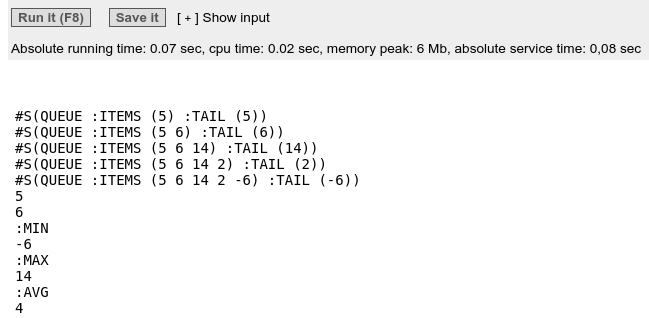 Run it (F8) Save it [ + ] Show input
Absolute running time: 0.07 sec, cpu time: 0.02 sec, memory peak: 6 Mb, absolute service time: 0,08 sec
#S(QUEUE :ITEMS (5) :TAIL (5))
#S(QUEUE :ITEMS (5 6) :TAIL (6))
#S(QUEUE :ITEMS (5 6 14) :TAIL (14))
#S(QUEUE :ITEMS (5 6 14 2) :TAIL (2))
#S(QUEUE :ITEMS (5 6 14 2 -6) :TAIL (-6))
5
6
:MIN
-6
:MAX
14
:AVG
4